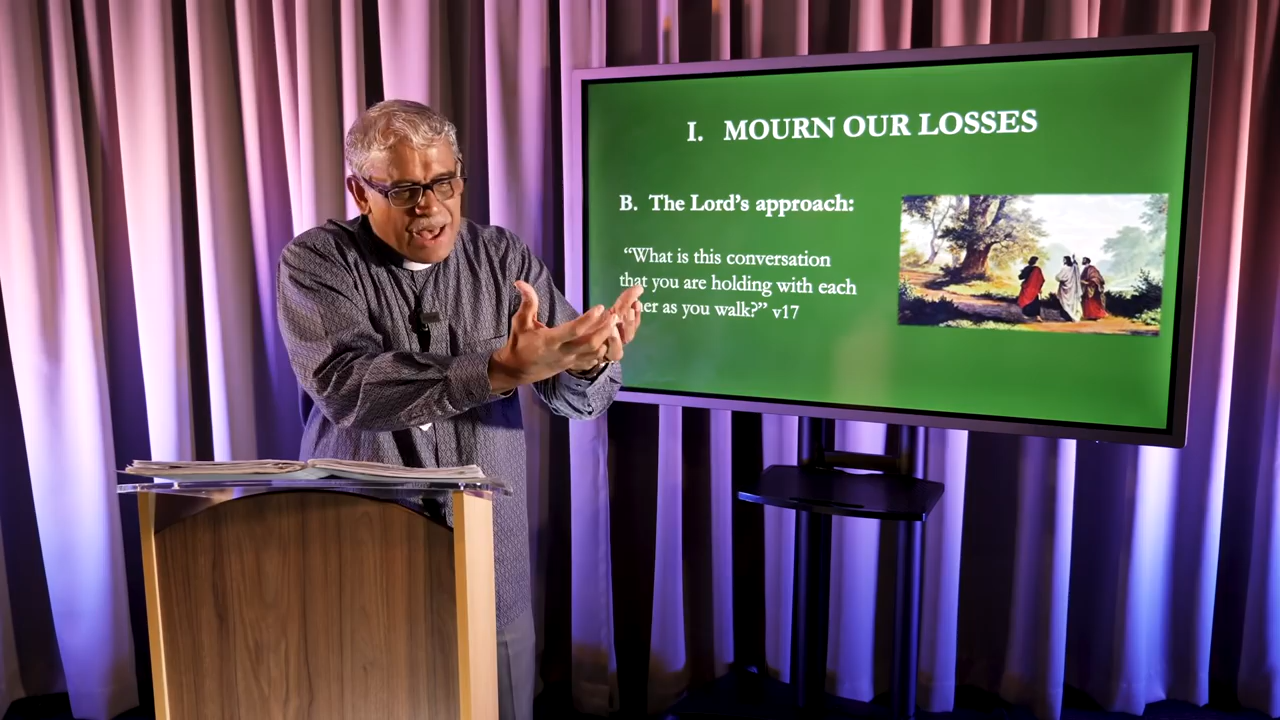 I. MOURN OUR LOSSES
B. The Lord's approach:
“What is this conversation
that you are holding with each
as you walk?” v17